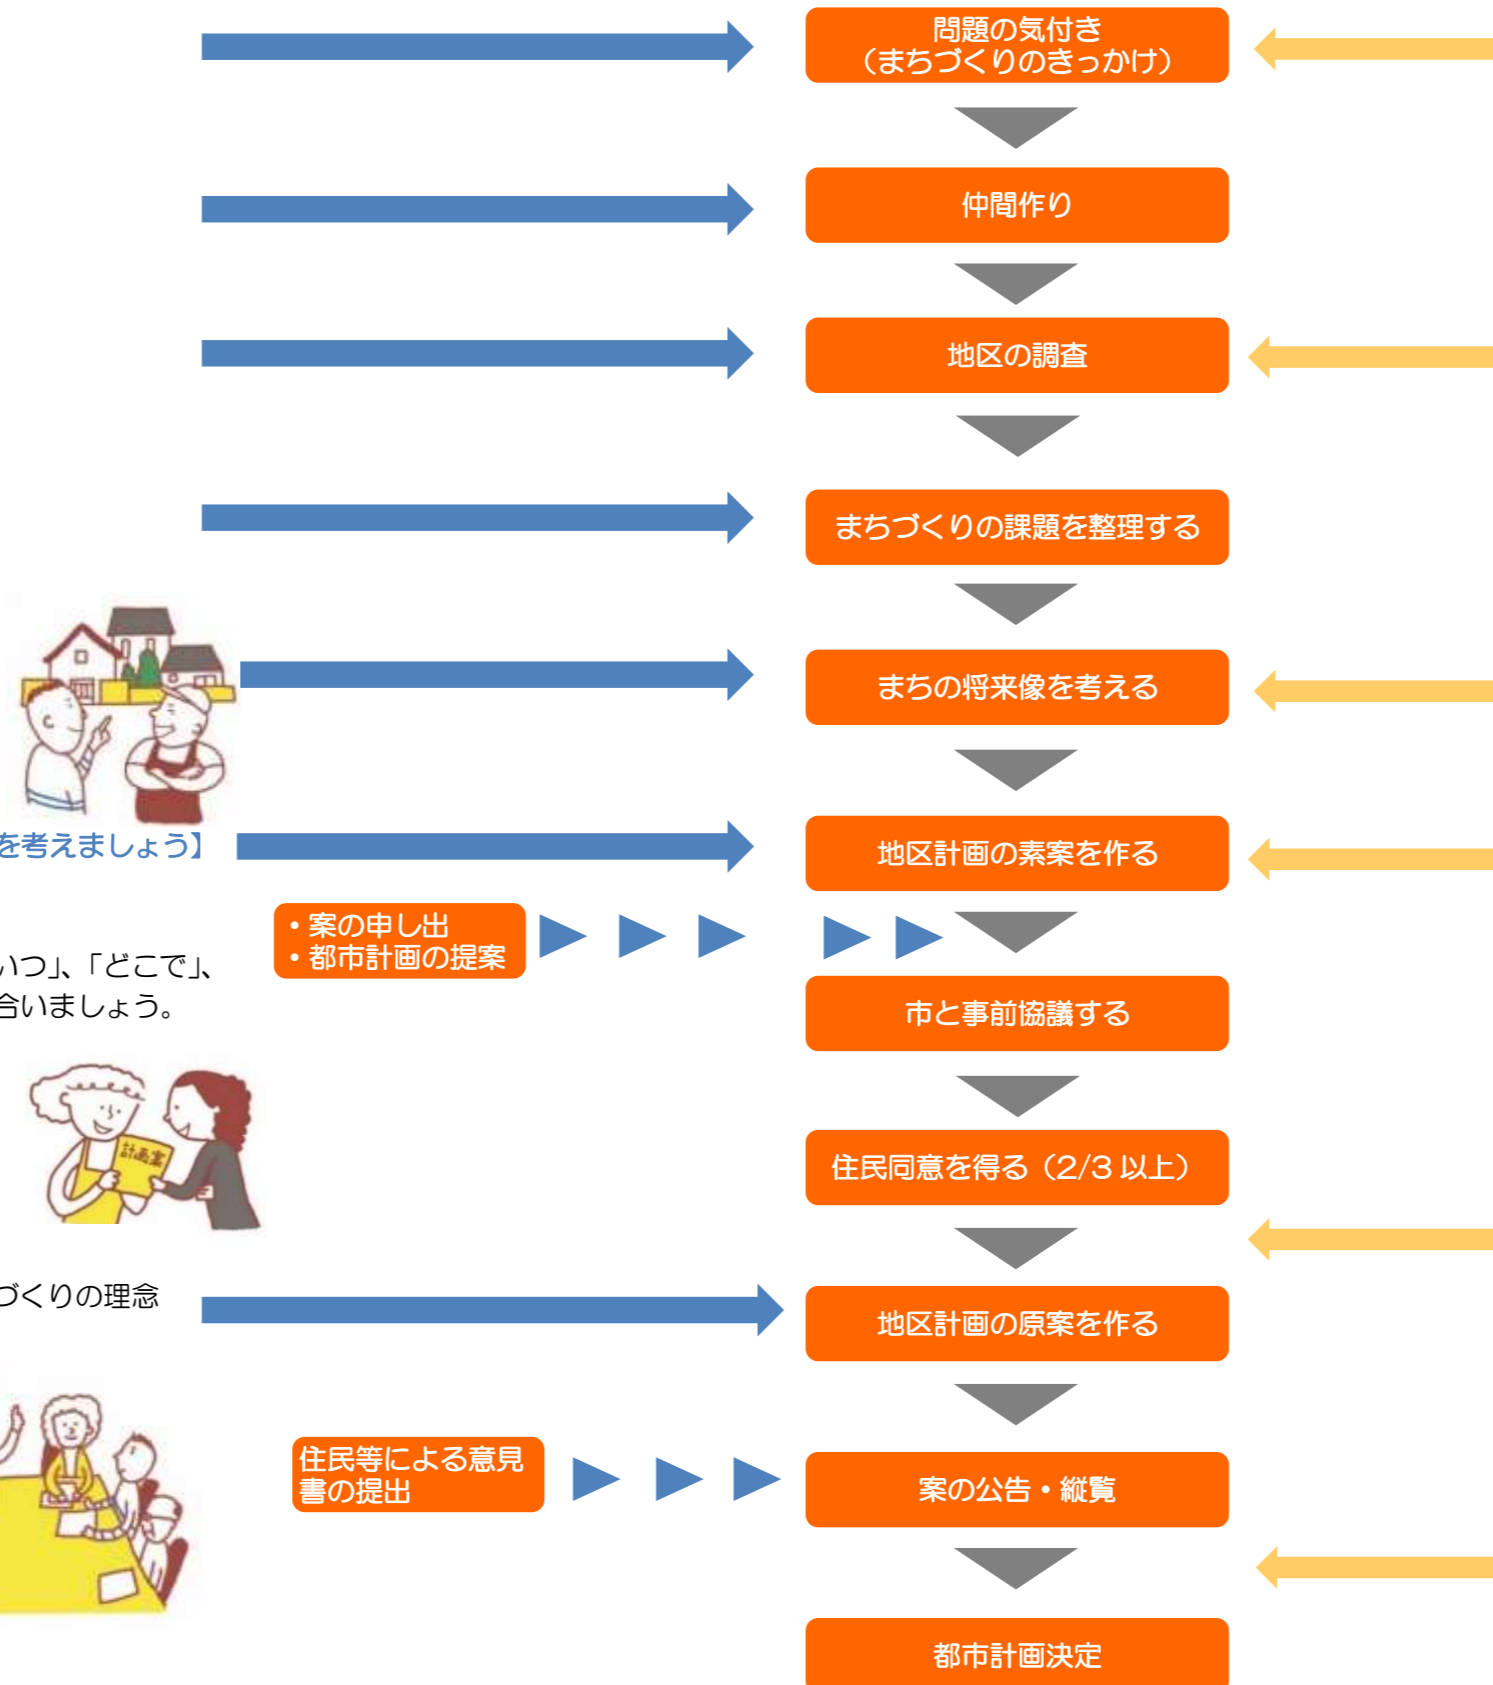 問題の気付き
（まちづくりのきっかけ）
仲間作り
地区の調査
まちづくりの課題を整理する
まちの将来像を考える
を考えましょう】
地区計画の素案を作る
・案の申し出
・都市計画の提案
いつ」、「どこで」、
合いましょう。
市と事前協議する
計画案
住民同意を得る（2/3 以上）
づくりの理念
地区計画の原案を作る
住民等による意見
書の提出
案の公告・縦覧
都市計画決定